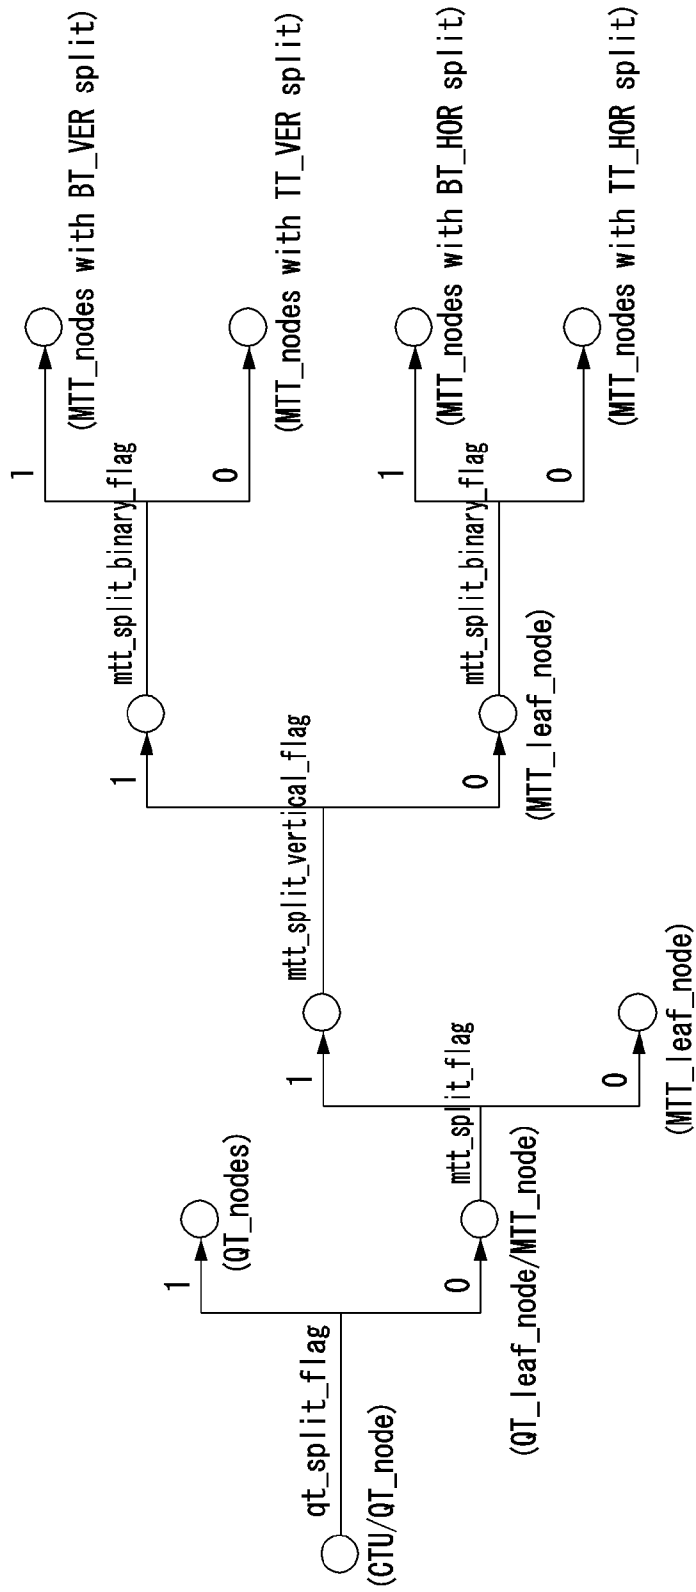 qt_split_flag
(CTU/QT_node)
1
(QT_nodes)
0
(QT_leaf_node/MTT_node)
mtt_split_flag
1
0
(MTT_leaf_node)
mtt_split_vertical_flag
1
0
(MTT_leaf_node)
mtt_split_binary_flag
1
(MTT_nodes with BT_VER split)
0
(MTT_nodes with TT_VER split)
mtt_split_binary_flag
1
(MTT_nodes with BT_HOR split)
0
(MTT_nodes with TT_HOR split)